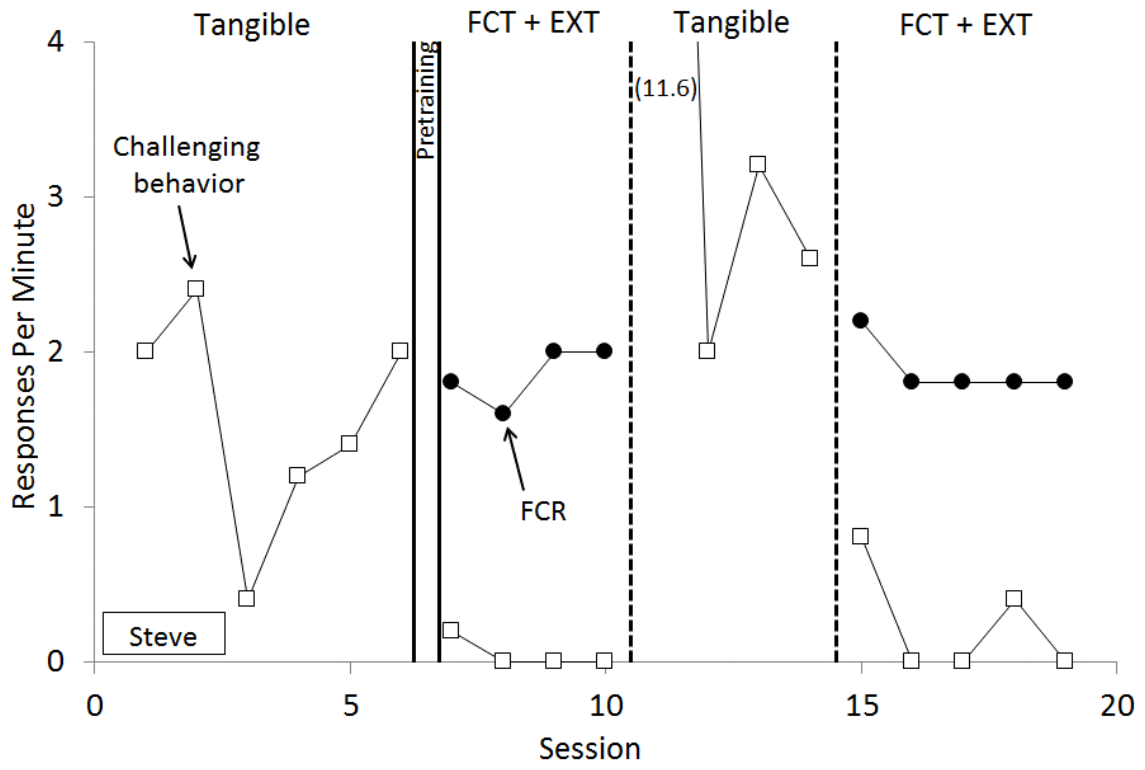 Tangible
FCT + EXT
Tangible
FCT + EXT
4
3
2
1
0
Responses Per Minute
Challenging
behavior
Pretraining
(11.6)
FCR
Steve
0
5
10
15
20
Session